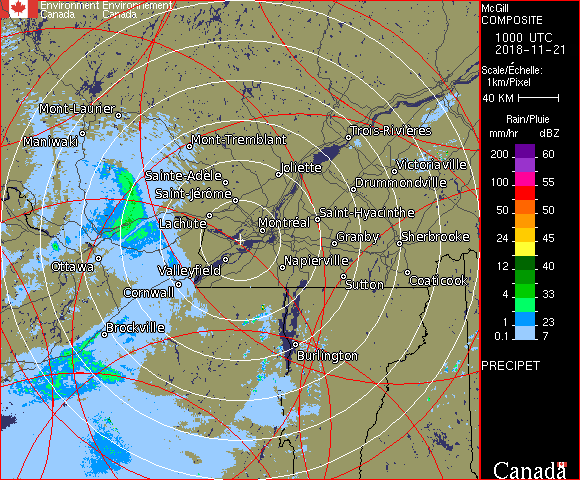 Environment Environnement
Canada Canada
McGill
COMPOSITE
1000 UTC
2018-11-21
Scale/Échelle:
1km/Pixel
40 KM
Rain/Pluie
mm/hr dBZ
200 60
55
100 55
50 50
24 45
12 40
4 33
1 23
0.1 7
PRECIPET
Canada
Mont-Laurier
Maniwaki
Mont-Tremblant
Trois-Rivières
Joliette
Victoriaville
Sainte-Adèle
Drummondville
Saint-Jérôme
Lachute
Saint-Hyacinthe
Montréal
Granby
Sherbrooke
Ottawa
Valleyfield
Napierville
Cornwall
Sutton
Coaticook
Brockville
Burlington